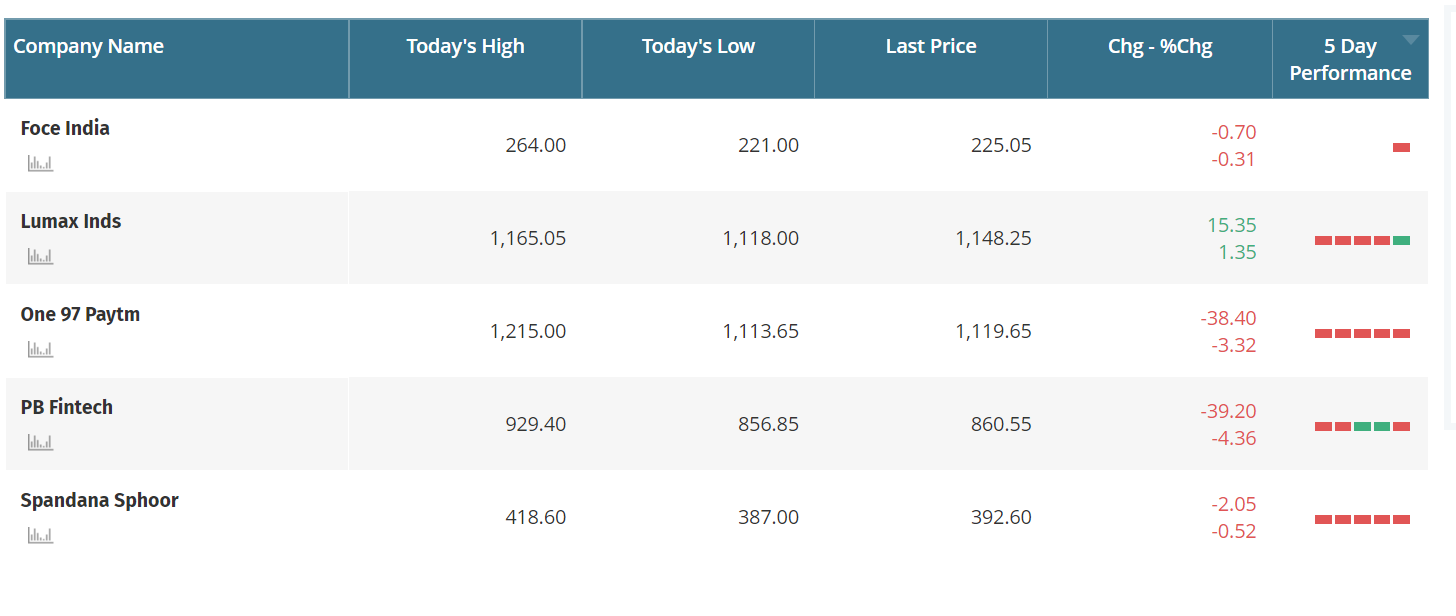 Company Name Today's High Today's Low Last Price Chg - %Chg 5 Day
Performance
Foce India
264.00 221.00 225.05 -0.70
-0.31
Lumax Inds
1,165.05 1,118.00 1,148.25 15.35
1.35
One 97 Paytm
1,215.00 1,113.65 1,119.65 -38.40
-3.32
PB Fintech
929.40 856.85 860.55 -39.20
-4.36
Spandana Sphoor
418.60 387.00 392.60 -2.05
-0.52